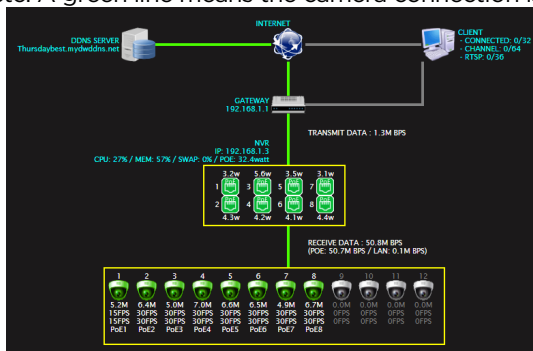 te: A green line means the camera connection is
INTERNET
DDNS SERVER
Thursdaybest.mydwddns.net
CLIENT
- CONNECTED: 0/32
- CHANNEL: 0/64
- RTSP: 0/36
GATEWAY
192.168.1.1
TRANSMIT DATA : 1.3M BPS
NVR
IP: 192.168.1.3
CPU: 27% / MEM: 57% / SWAP: 0% / POE: 32.4watt
3.2w 5.6w 3.5w 3.1w
1 3 5 7
2 4 6 8
4.3w 4.2w 4.1w 4.4w
RECEIVE DATA : 50.8M BPS
(POE: 50.7M BPS / LAN: 0.1M BPS)
1 2 3 4 5 6 7 8 9 10 11 12
5.2M 6.4M 5.0M 7.0M 6.6M 6.5M 4.9M 6.7M 0.0M 0.0M 0.0M 0.0M
15FPS 30FPS 30FPS 30FPS 30FPS 30FPS 30FPS 30FPS 0FPS 0FPS 0FPS 0FPS
15FPS 30FPS 30FPS 30FPS 30FPS 30FPS 30FPS 30FPS 0FPS 0FPS 0FPS 0FPS
PoE1 PoE2 PoE3 PoE4 PoE5 PoE6 PoE7 PoE8